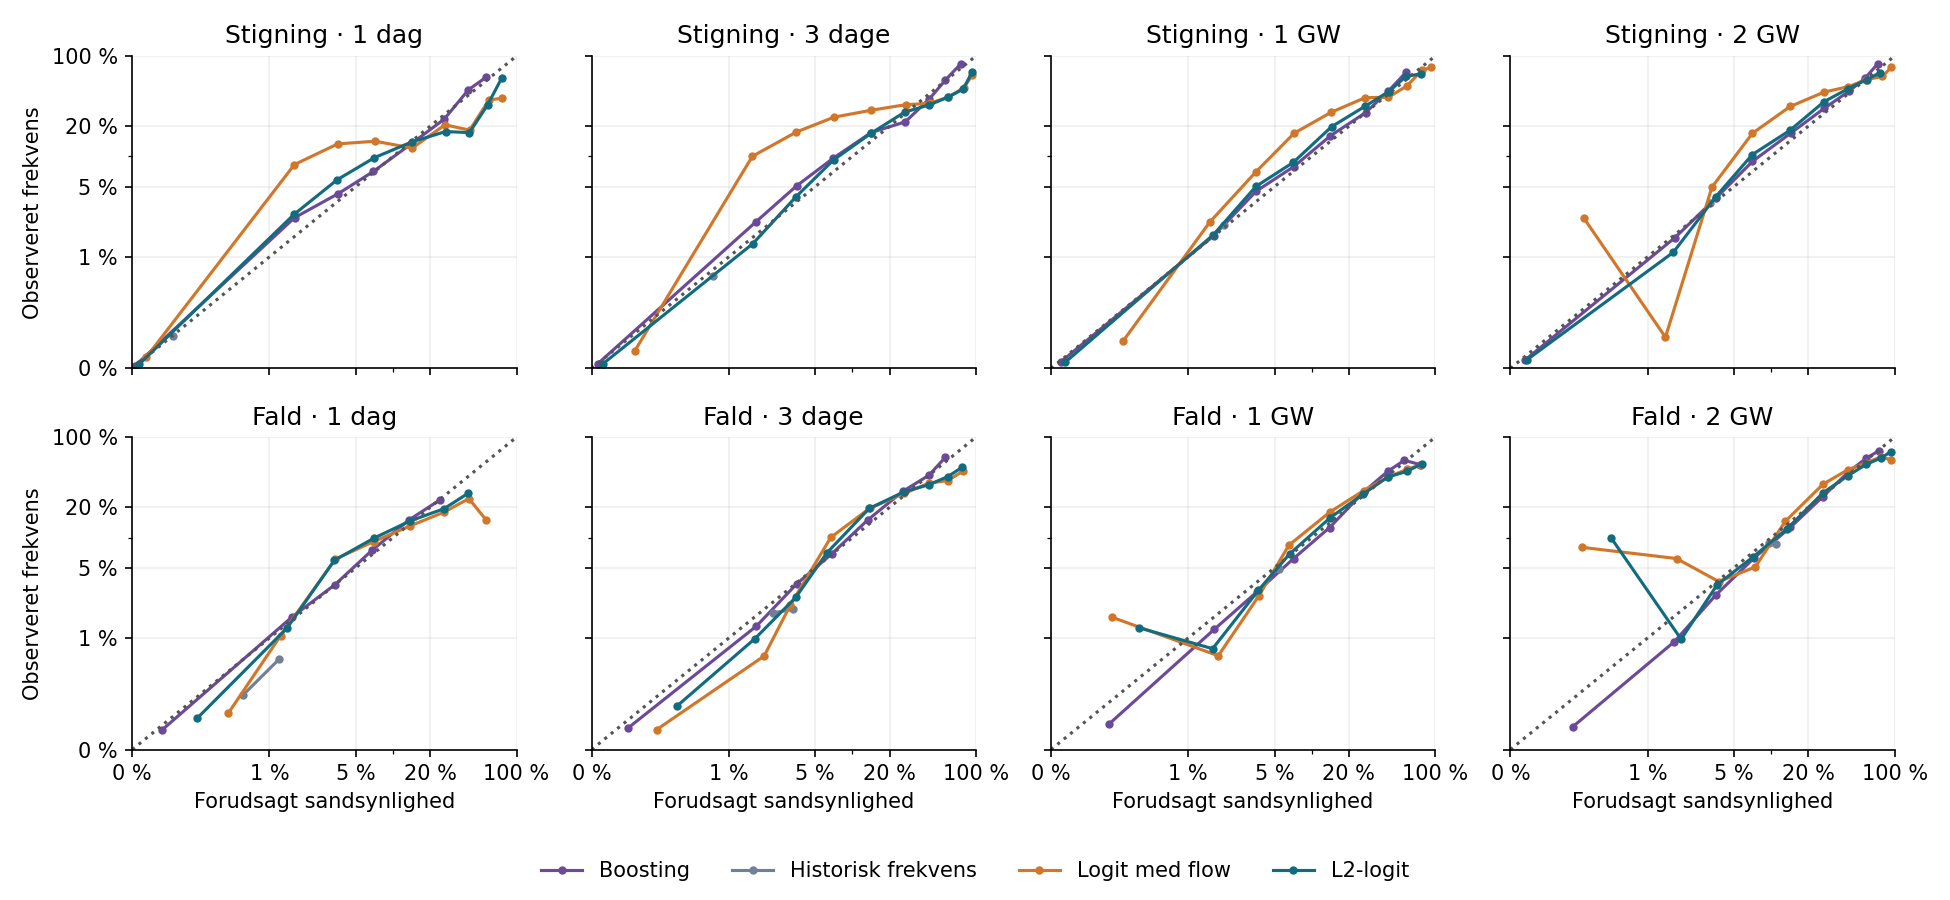 Stigning · 1 dag
Stigning · 3 dage
Stigning · 1 GW
Stigning · 2 GW
Observeret frekvens
100 %
20 %
5 %
1 %
0 %
Fald · 1 dag
Fald · 3 dage
Fald · 1 GW
Fald · 2 GW
Observeret frekvens
100 %
20 %
5 %
1 %
0 %
0 % 1 % 5 % 20 % 100 % 0 % 1 % 5 % 20 % 100 % 0 % 1 % 5 % 20 % 100 % 0 % 1 % 5 % 20 % 100 %
Forudsagt sandsynlighed Forudsagt sandsynlighed Forudsagt sandsynlighed Forudsagt sandsynlighed
Boosting Historisk frekvens Logit med flow L2-logit